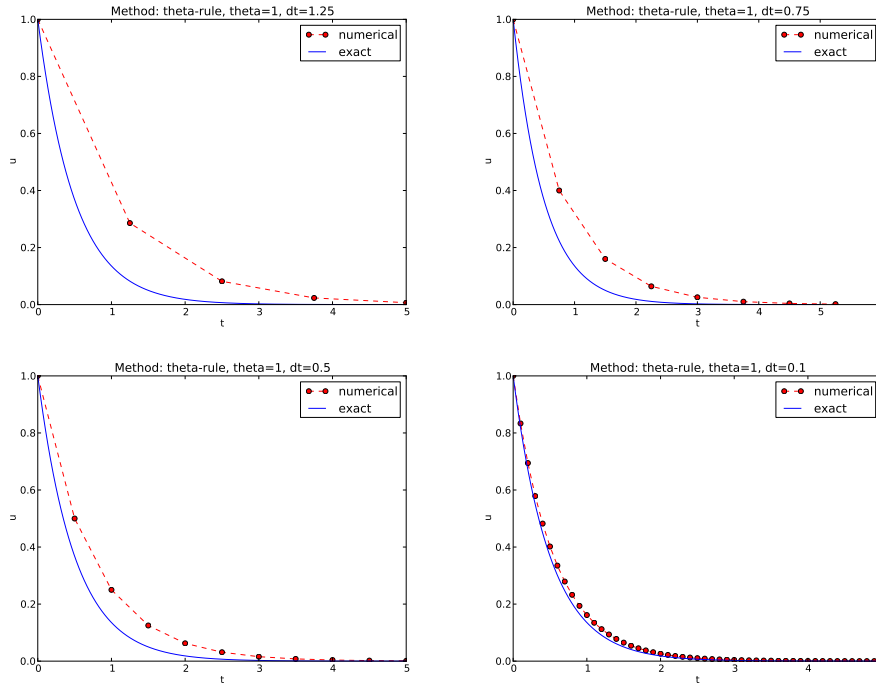 Method: theta-rule, theta=1, dt=1.25
numerical
exact
u
1.0
0.8
0.6
0.4
0.2
0.0
0 1 2 3 4 5
t
Method: theta-rule, theta=1, dt=0.75
numerical
exact
u
1.0
0.8
0.6
0.4
0.2
0.0
0 1 2 3 4 5
t
Method: theta-rule, theta=1, dt=0.5
numerical
exact
u
1.0
0.8
0.6
0.4
0.2
0.0
0 1 2 3 4 5
t
Method: theta-rule, theta=1, dt=0.1
numerical
exact
u
1.0
0.8
0.6
0.4
0.2
0.0
0 1 2 3 4
t